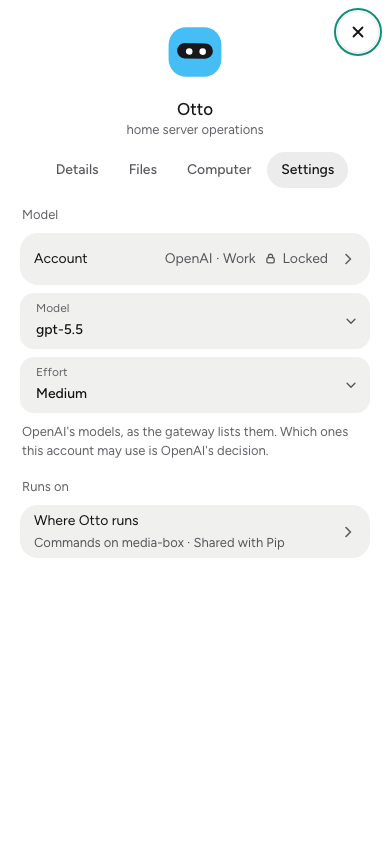 Otto
home server operations
Details Files Computer Settings
Model
Account OpenAI · Work Locked
Model
gpt-5.5
Effort
Medium
OpenAI's models, as the gateway lists them. Which ones
this account may use is OpenAI's decision.
Runs on
Where Otto runs
Commands on media-box · Shared with Pip